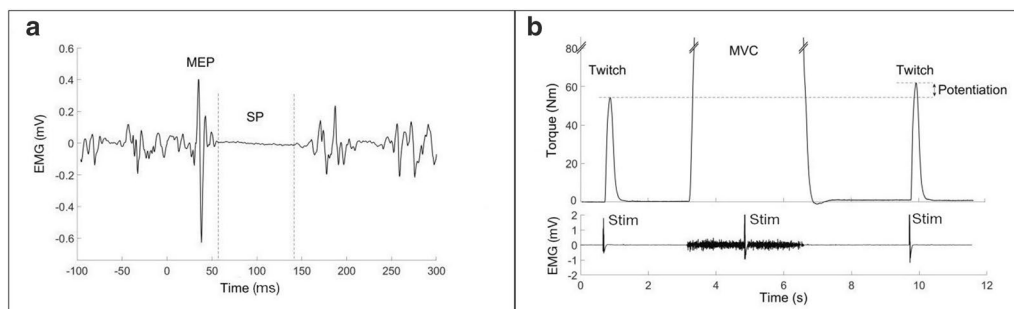 a
0.6
0.4
0.2
0
-0.2
-0.4
-0.6
EMG (mV)
MEP
SP
-100 -50 0 50 100 150 200 250 300
Time (ms)
b
80
60
40
20
0
Torque (Nm)
Twitch
MVC
Twitch
Potentiation
2
1
0
-1
-2
EMG (mV)
Stim
Stim
Stim
0 2 4 6 8 10 12
Time (s)